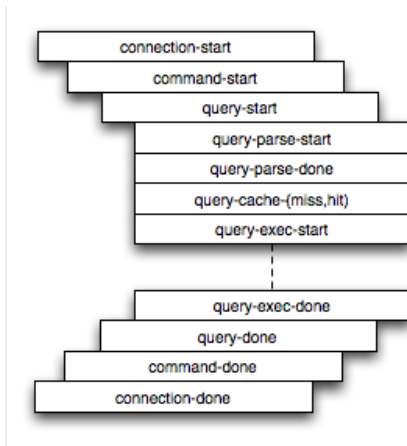 connection-start
command-start
query-start
query-parse-start
query-parse-done
query-cache-(miss,hit)
query-exec-start
query-exec-done
query-done
command-done
connection-done